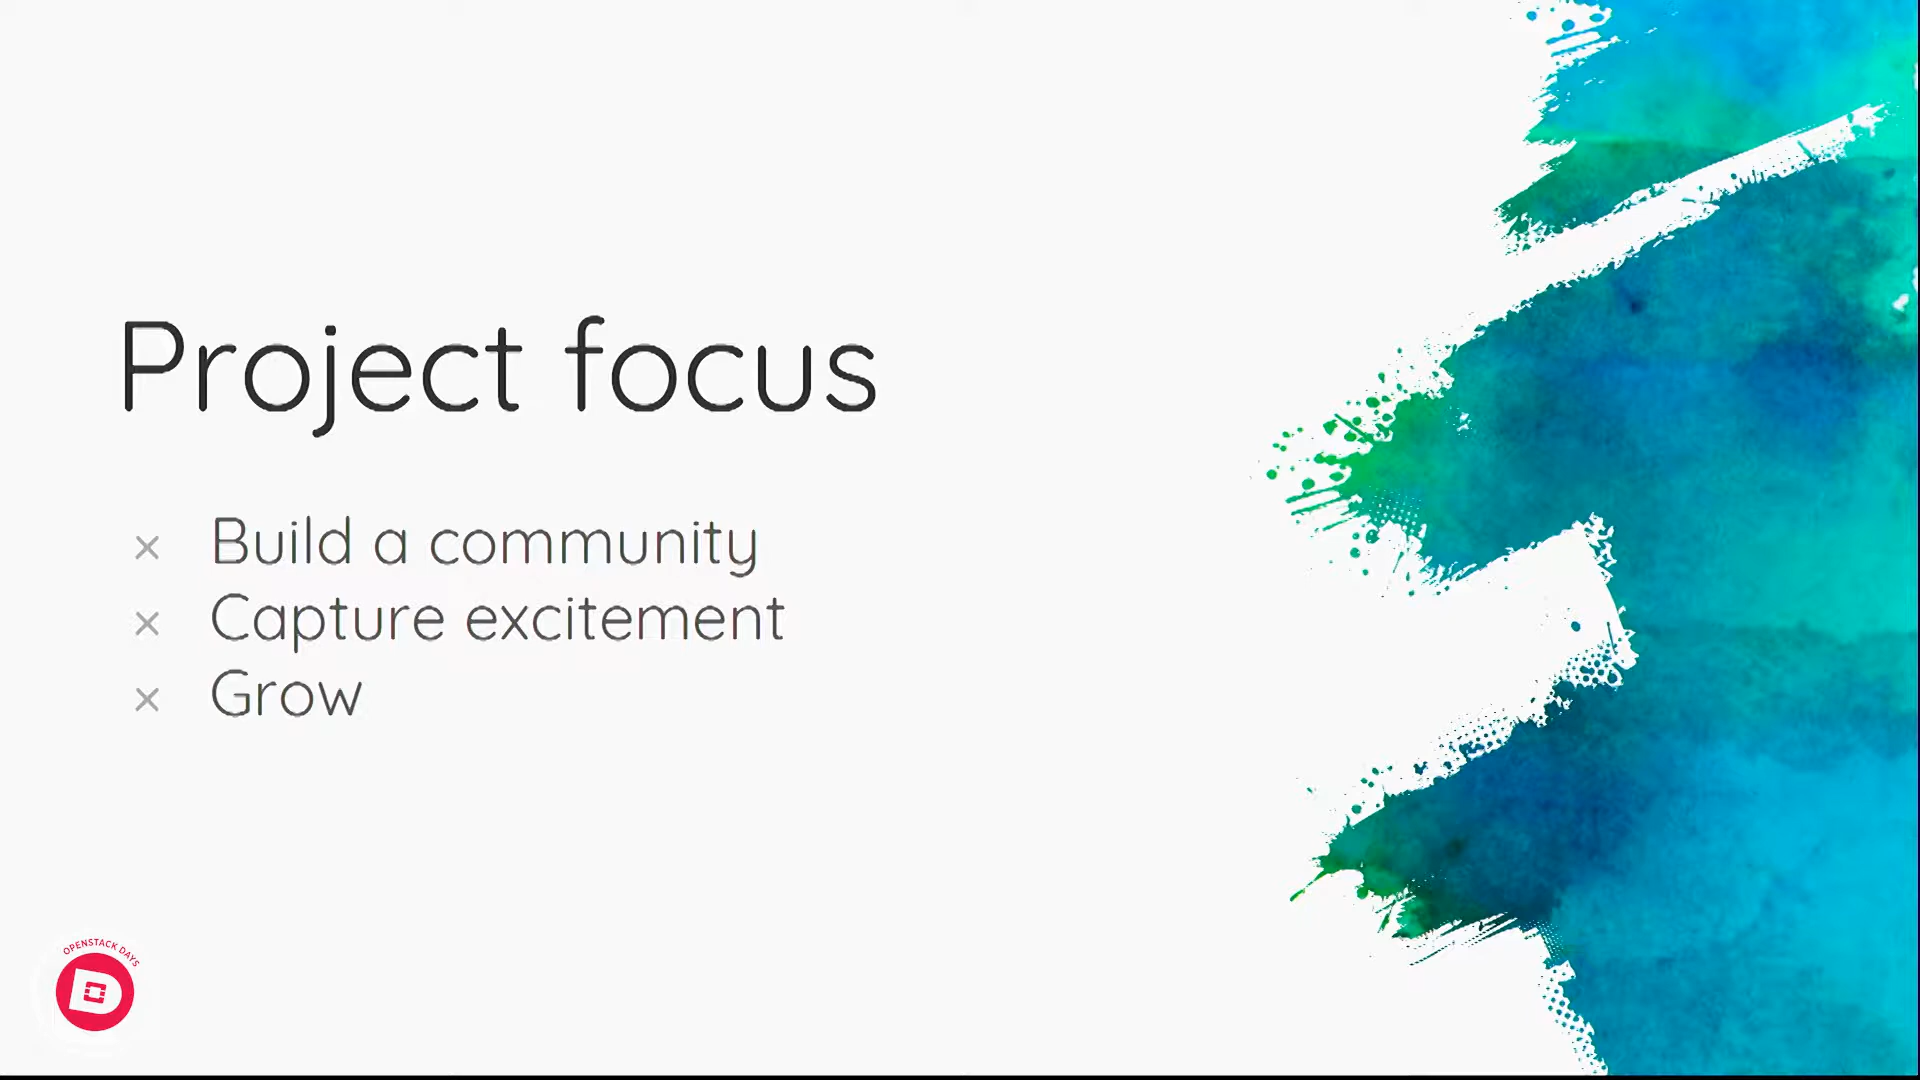 Project focus
× Build a community
× Capture excitement
× Grow
OPENSTACK DAYS